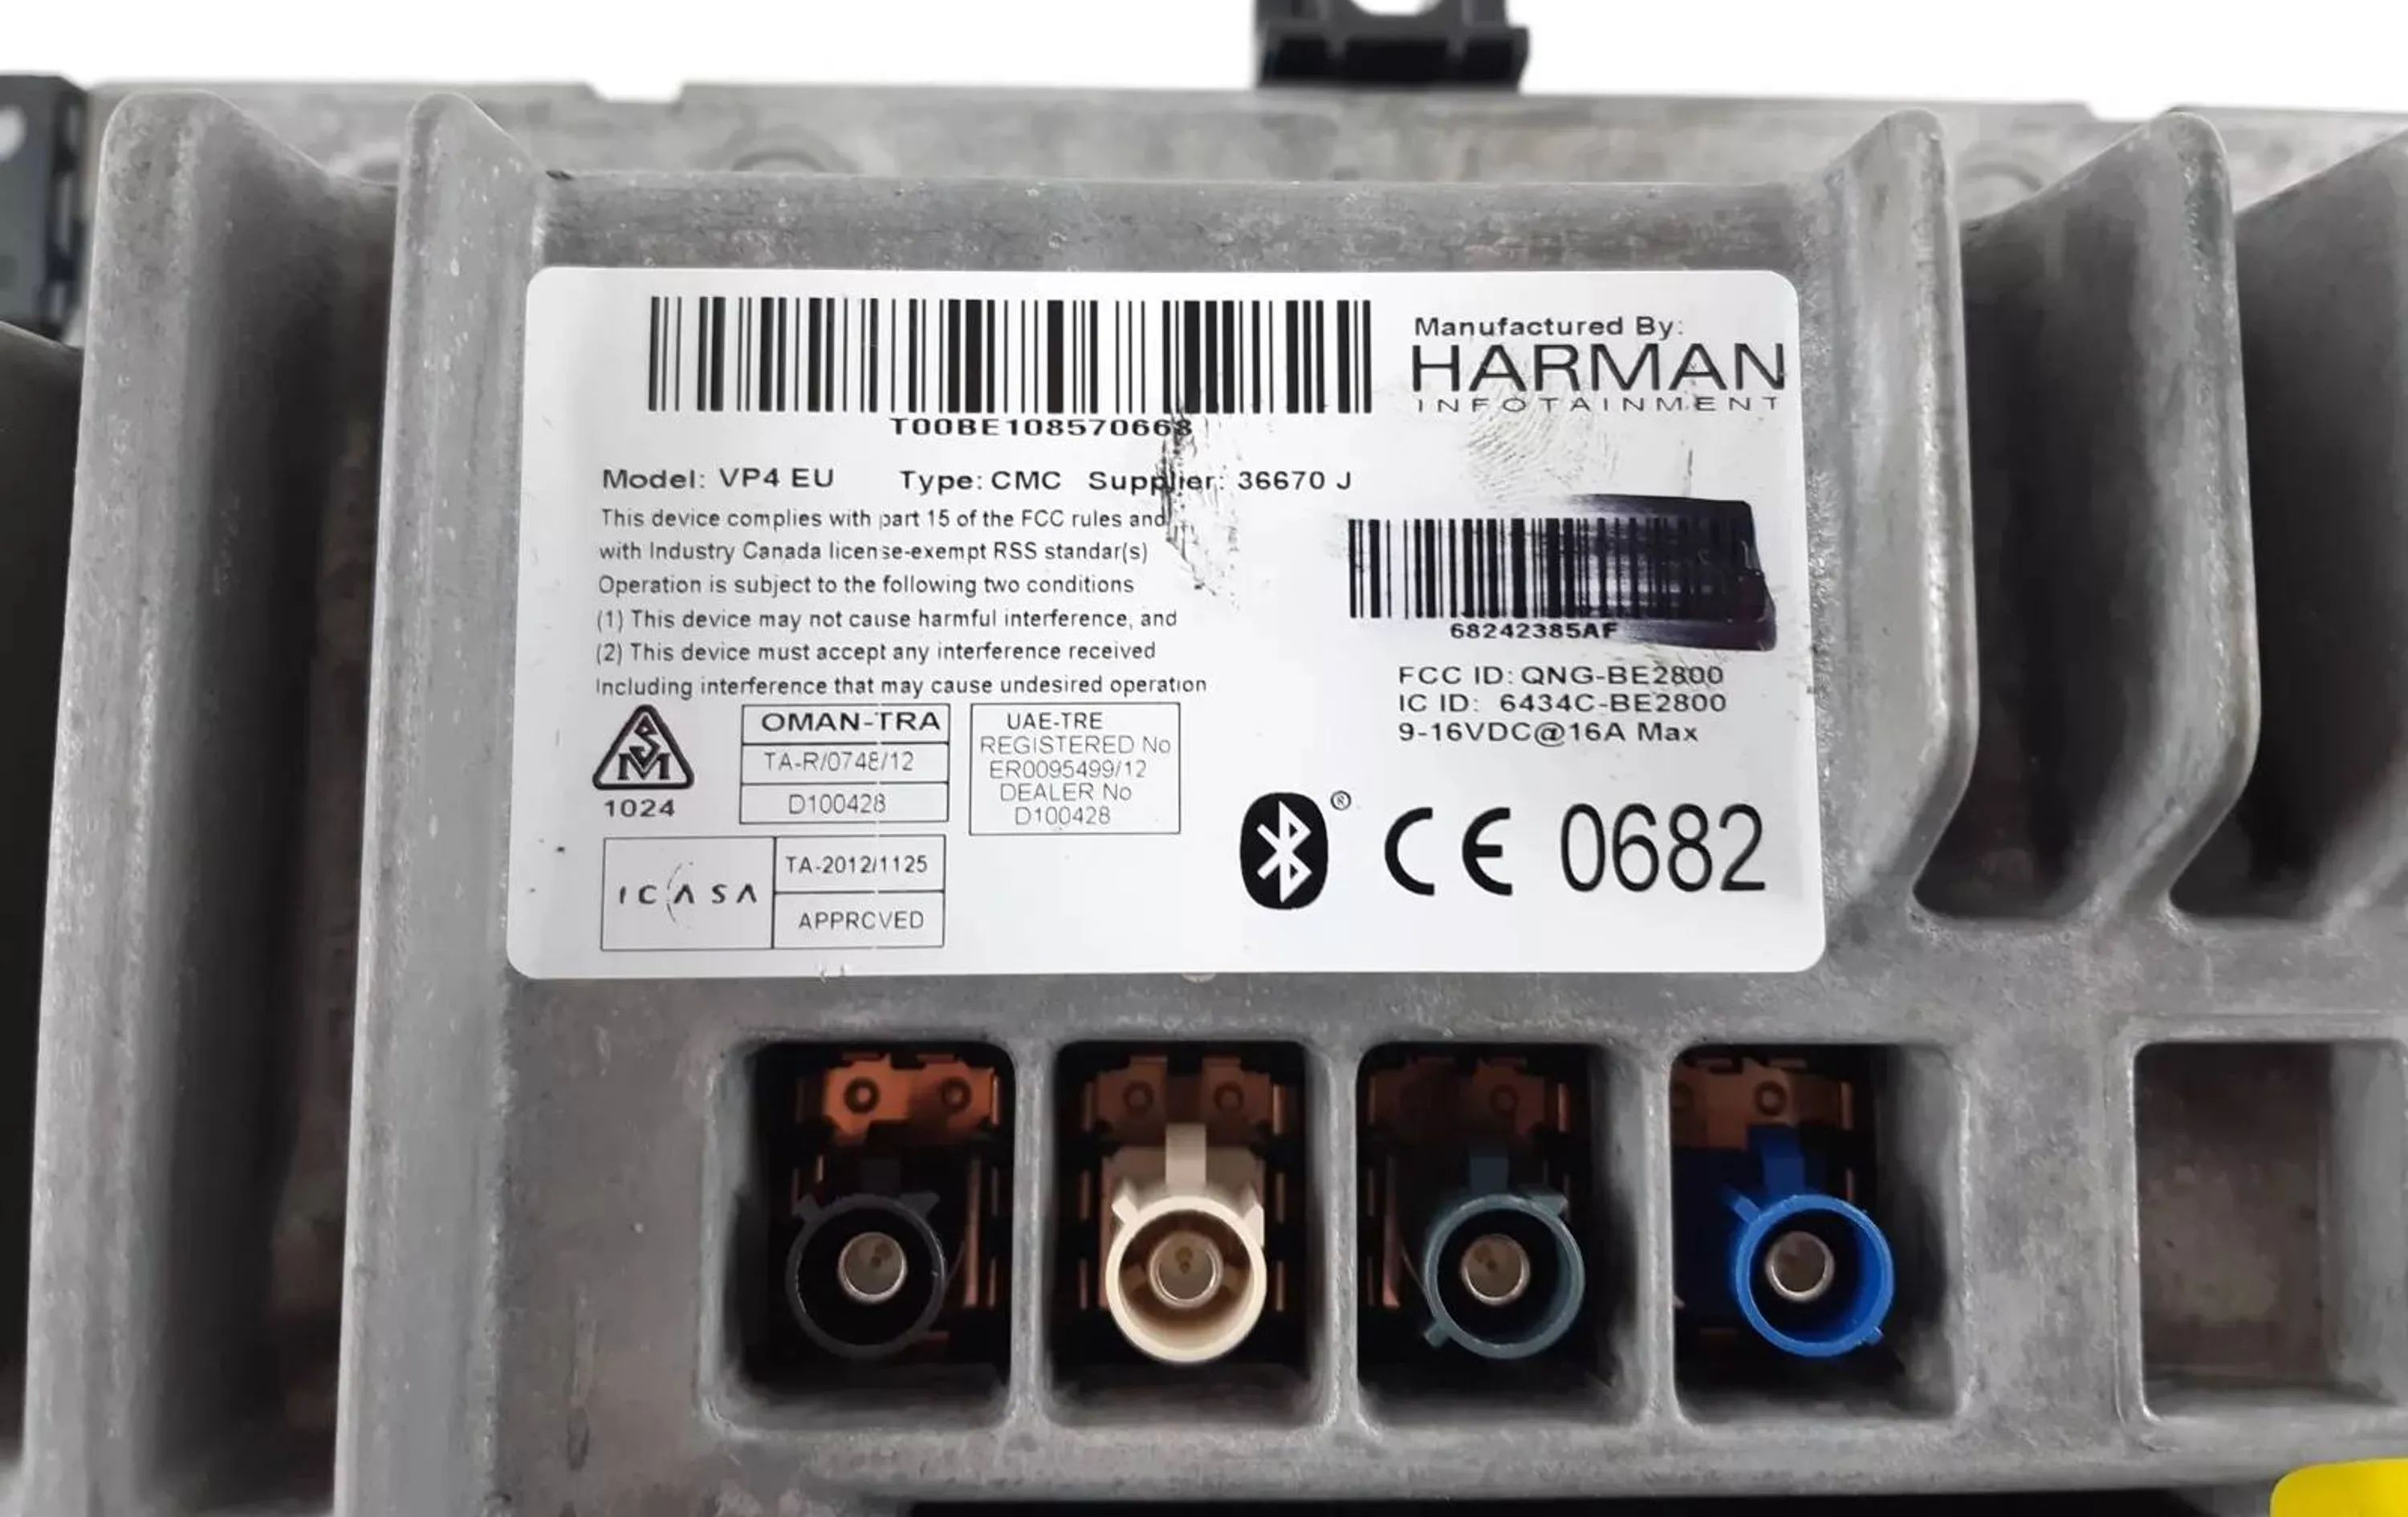 T00BE108570668
Manufactured By:
HARMAN
INFOTAINMENT
Model: VP4 EU Type: CMC Supplier: 36670 J
This device complies with part 15 of the FCC rules and
with Industry Canada license-exempt RSS standar(s)
Operation is subject to the following two conditions
(1) This device may not cause harmful interference, and
(2) This device must accept any interference received
Including interference that may cause undesired operation
68242385AF
FCC ID: QNG-BE2800
IC ID: 6434C-BE2800
9-16VDC@16A Max
SM
1024
OMAN-TRA
TA-R/0748/12
D100428
UAE-TRE
REGISTERED No
ER0095499/12
DEALER No
D100428
ICASA
TA-2012/1125
APPROVED
® CE 0682